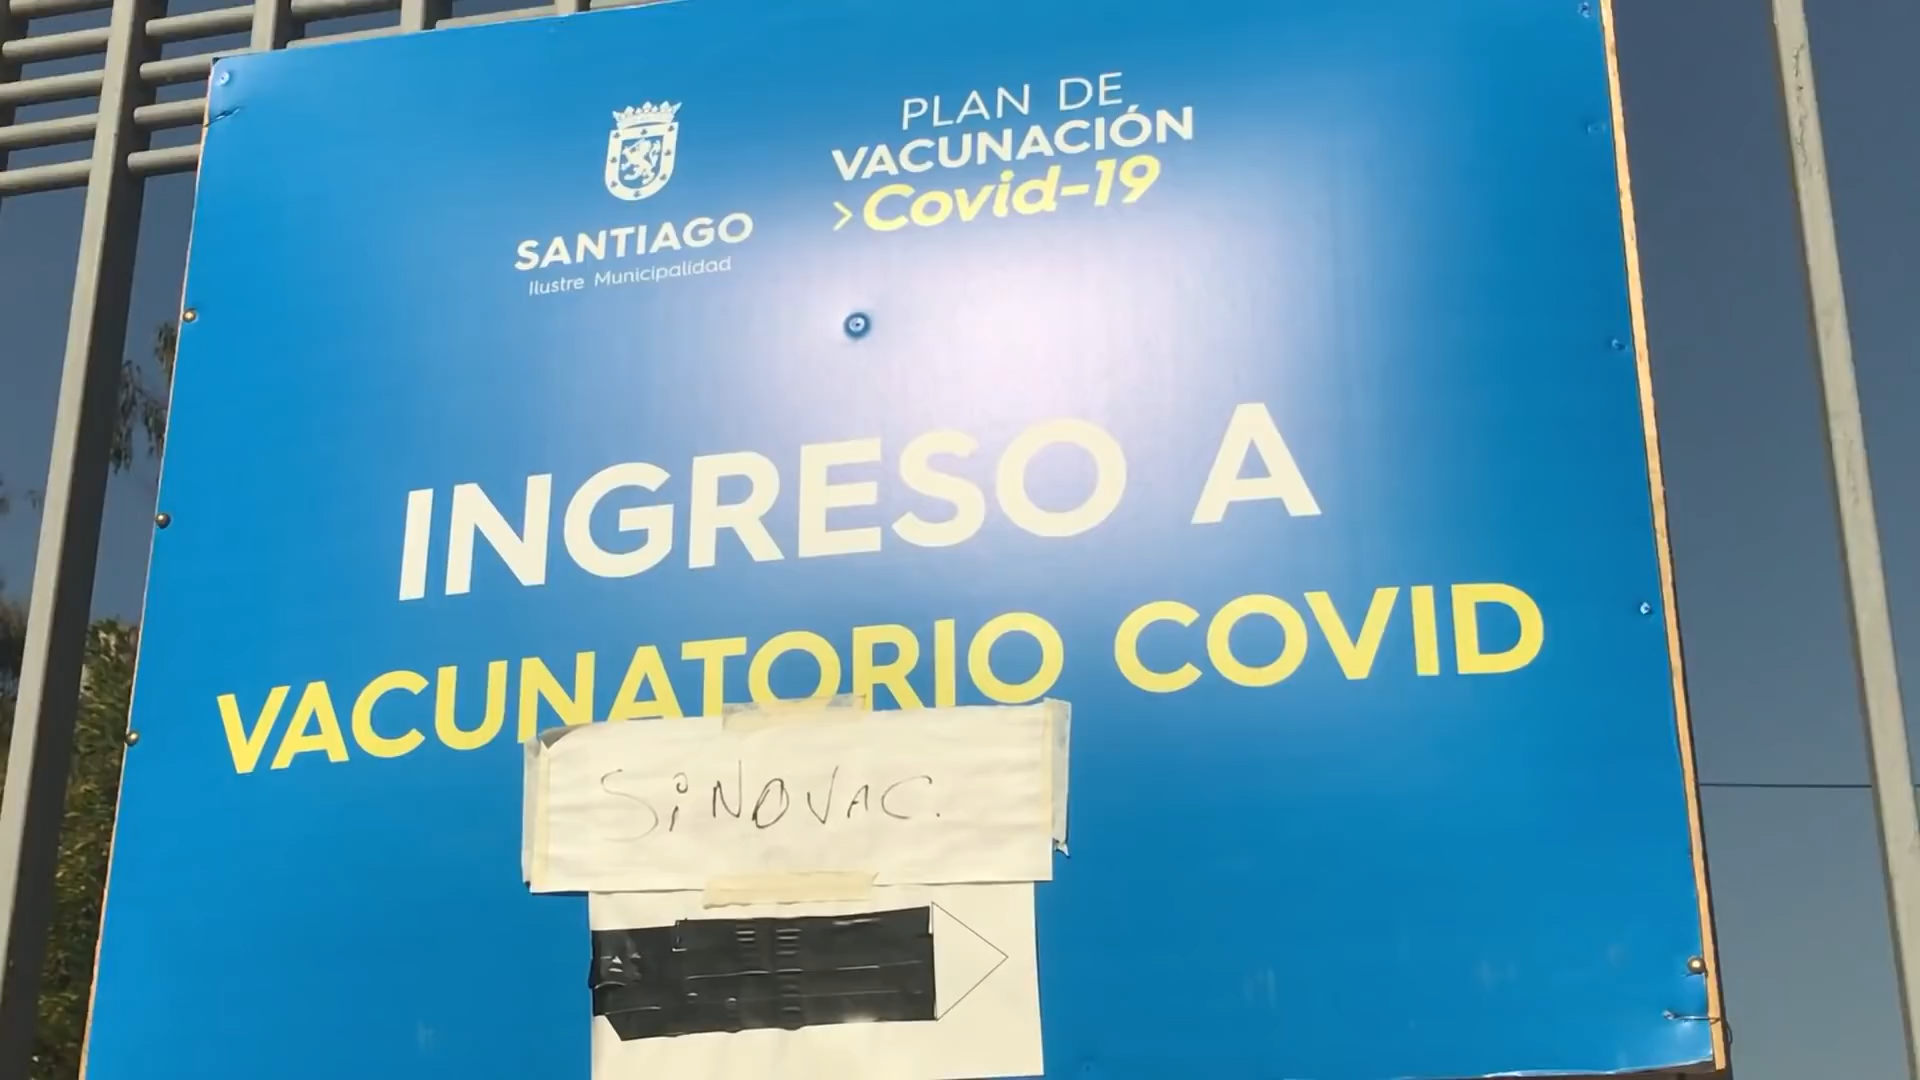 SANTIAGO
Ilustre Municipalidad
PLAN DE
VACUNACIÓN
>Covid-19
INGRESO A
VACUNATORIO COVID
SiNOVAC.